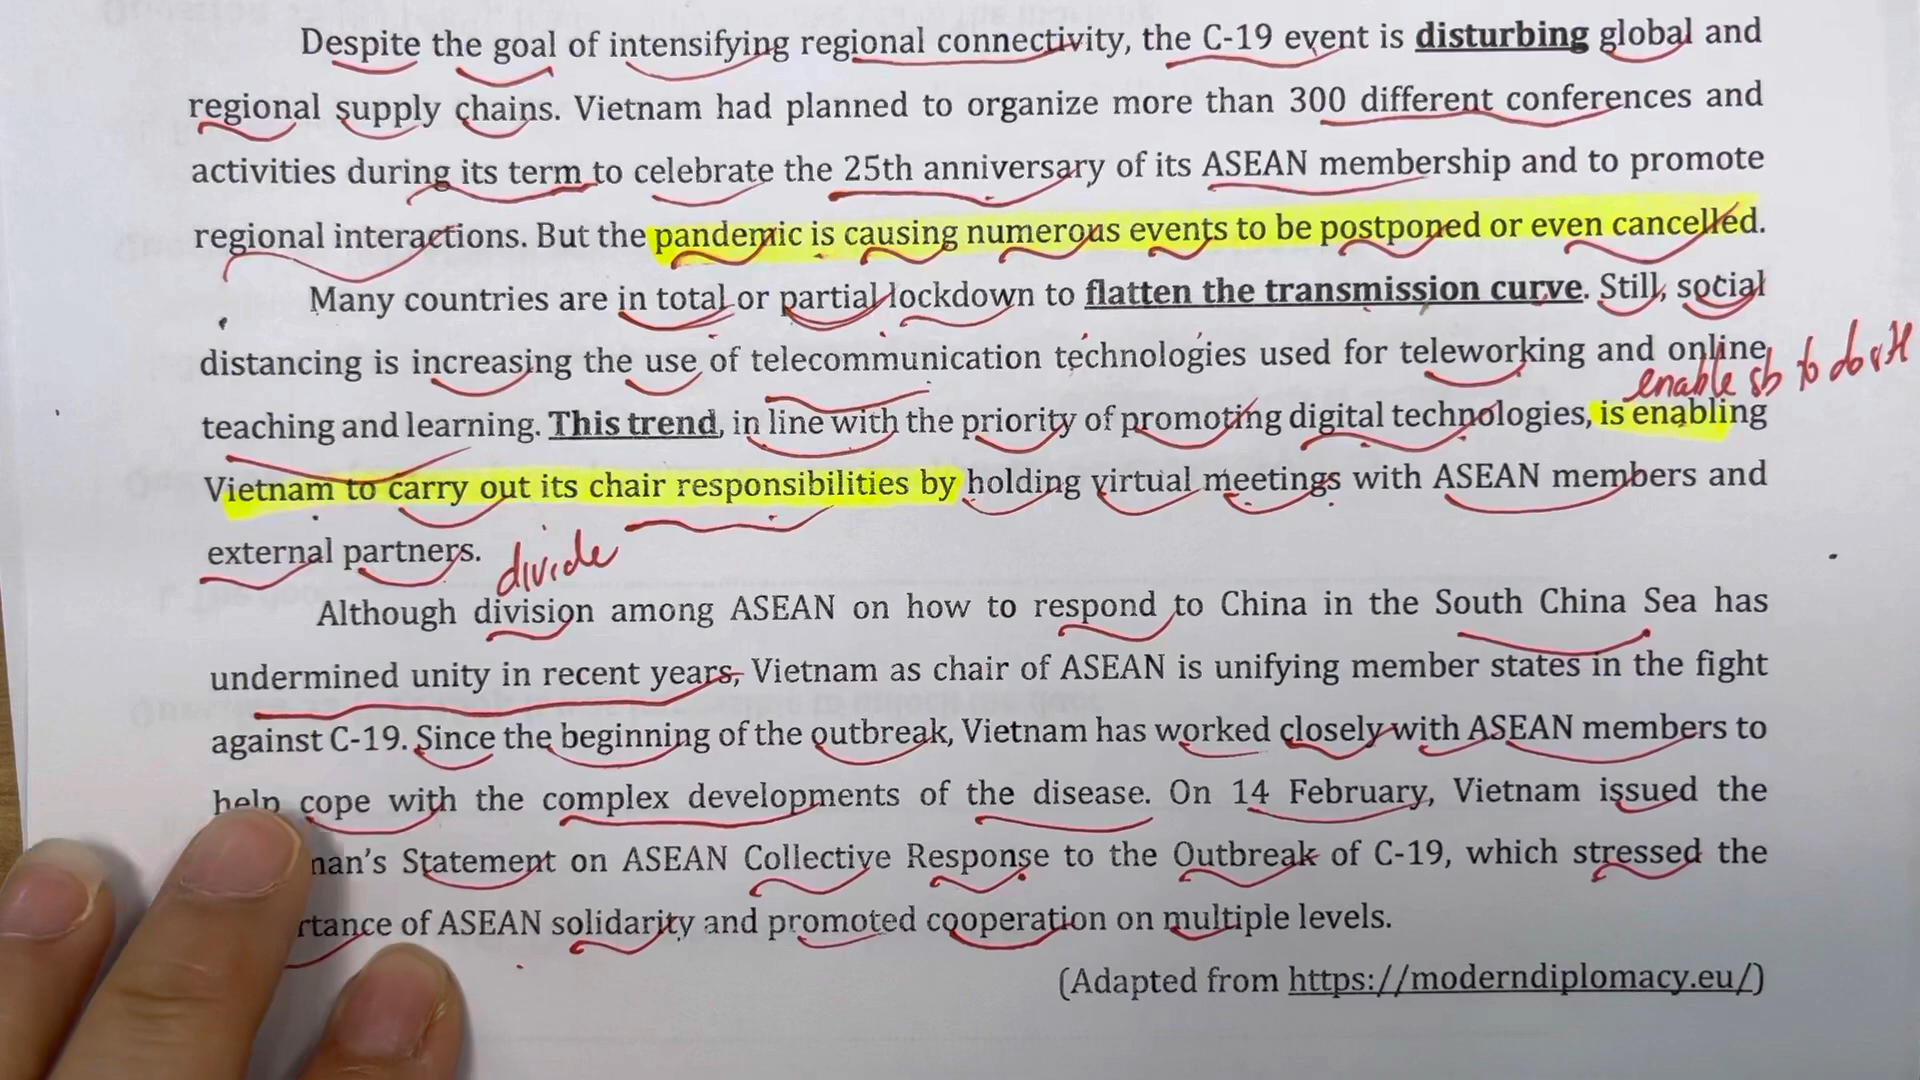 Despite the goal of intensifying regional connectivity, the C-19 event is disturbing global and
regional supply chains. Vietnam had planned to organize more than 300 different conferences and
activities during its term to celebrate the 25th anniversary of its ASEAN membership and to promote
regional interactions. But the pandemic is causing numerous events to be postponed or even cancelled.
Many countries are in total or partial lockdown to flatten the transmission curve. Still, social
distancing is increasing the use of telecommunication technologies used for teleworking and online
enable sb to do sth
teaching and learning. This trend, in line with the priority of promoting digital technologies, is enabling
Vietnam to carry out its chair responsibilities by holding virtual meetings with ASEAN members and
external partners.
divide
Although division among ASEAN on how to respond to China in the South China Sea has
undermined unity in recent years, Vietnam as chair of ASEAN is unifying member states in the fight
against C-19. Since the beginning of the outbreak, Vietnam has worked closely with ASEAN members to
help cope with the complex developments of the disease. On 14 February, Vietnam issued the
man's Statement on ASEAN Collective Response to the Outbreak of C-19, which stressed the
rtance of ASEAN solidarity and promoted cooperation on multiple levels.
(Adapted from https://moderndiplomacy.eu/)